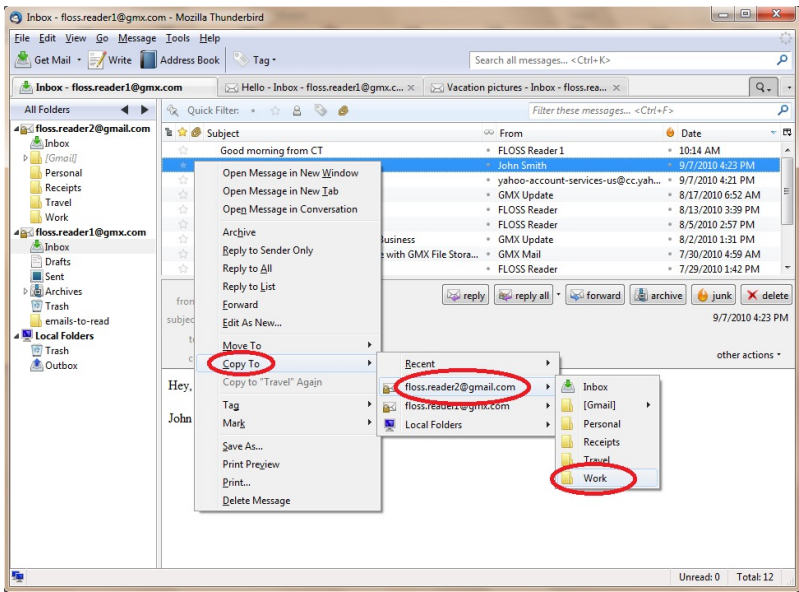 Inbox - floss.reader1@gmx.com - Mozilla Thunderbird
File Edit View Go Message Tools Help
Get Mail Write Address Book Tag Search all messages... <Ctrl+K>
Inbox - floss.reader1@gmx.com Hello - Inbox - floss.reader1@gmx.c... Vacation pictures - Inbox - floss.rea...
All Folders Quick Filter: Filter these messages... <Ctrl+F>
floss.reader2@gmail.com
Inbox
[Gmail]
Personal
Receipts
Travel
Work
floss.reader1@gmx.com
Inbox
Drafts
Sent
Archives
Trash
emails-to-read
Local Folders
Trash
Outbox
Subject From Date
Good morning from CT FLOSS Reader 1 10:14 AM
John Smith 9/7/2010 4:23 PM
yahoo-account-services-us@cc.yah... 9/7/2010 4:21 PM
GMX Update 8/17/2010 6:52 AM
FLOSS Reader 8/13/2010 3:39 PM
FLOSS Reader 8/5/2010 2:57 PM
Business GMX Update 8/2/2010 1:31 PM
with GMX File Stora... GMX Mail 7/30/2010 4:59 AM
FLOSS Reader 7/29/2010 1:42 PM
from reply reply all forward archive junk delete
subjec 9/7/2010 4:23 PM
other actions
Hey,
John
Open Message in New Window
Open Message in New Tab
Open Message in Conversation
Archive
Reply to Sender Only
Reply to All
Reply to List
Forward
Edit As New...
Move To
Copy To
Copy to "Travel" Again
Tag
Mark
Save As...
Print Preview
Print...
Delete Message
Recent
floss.reader2@gmail.com
floss.reader1@gmx.com
Local Folders
Inbox
[Gmail]
Personal
Receipts
Travel
Work
Unread: 0 Total: 12